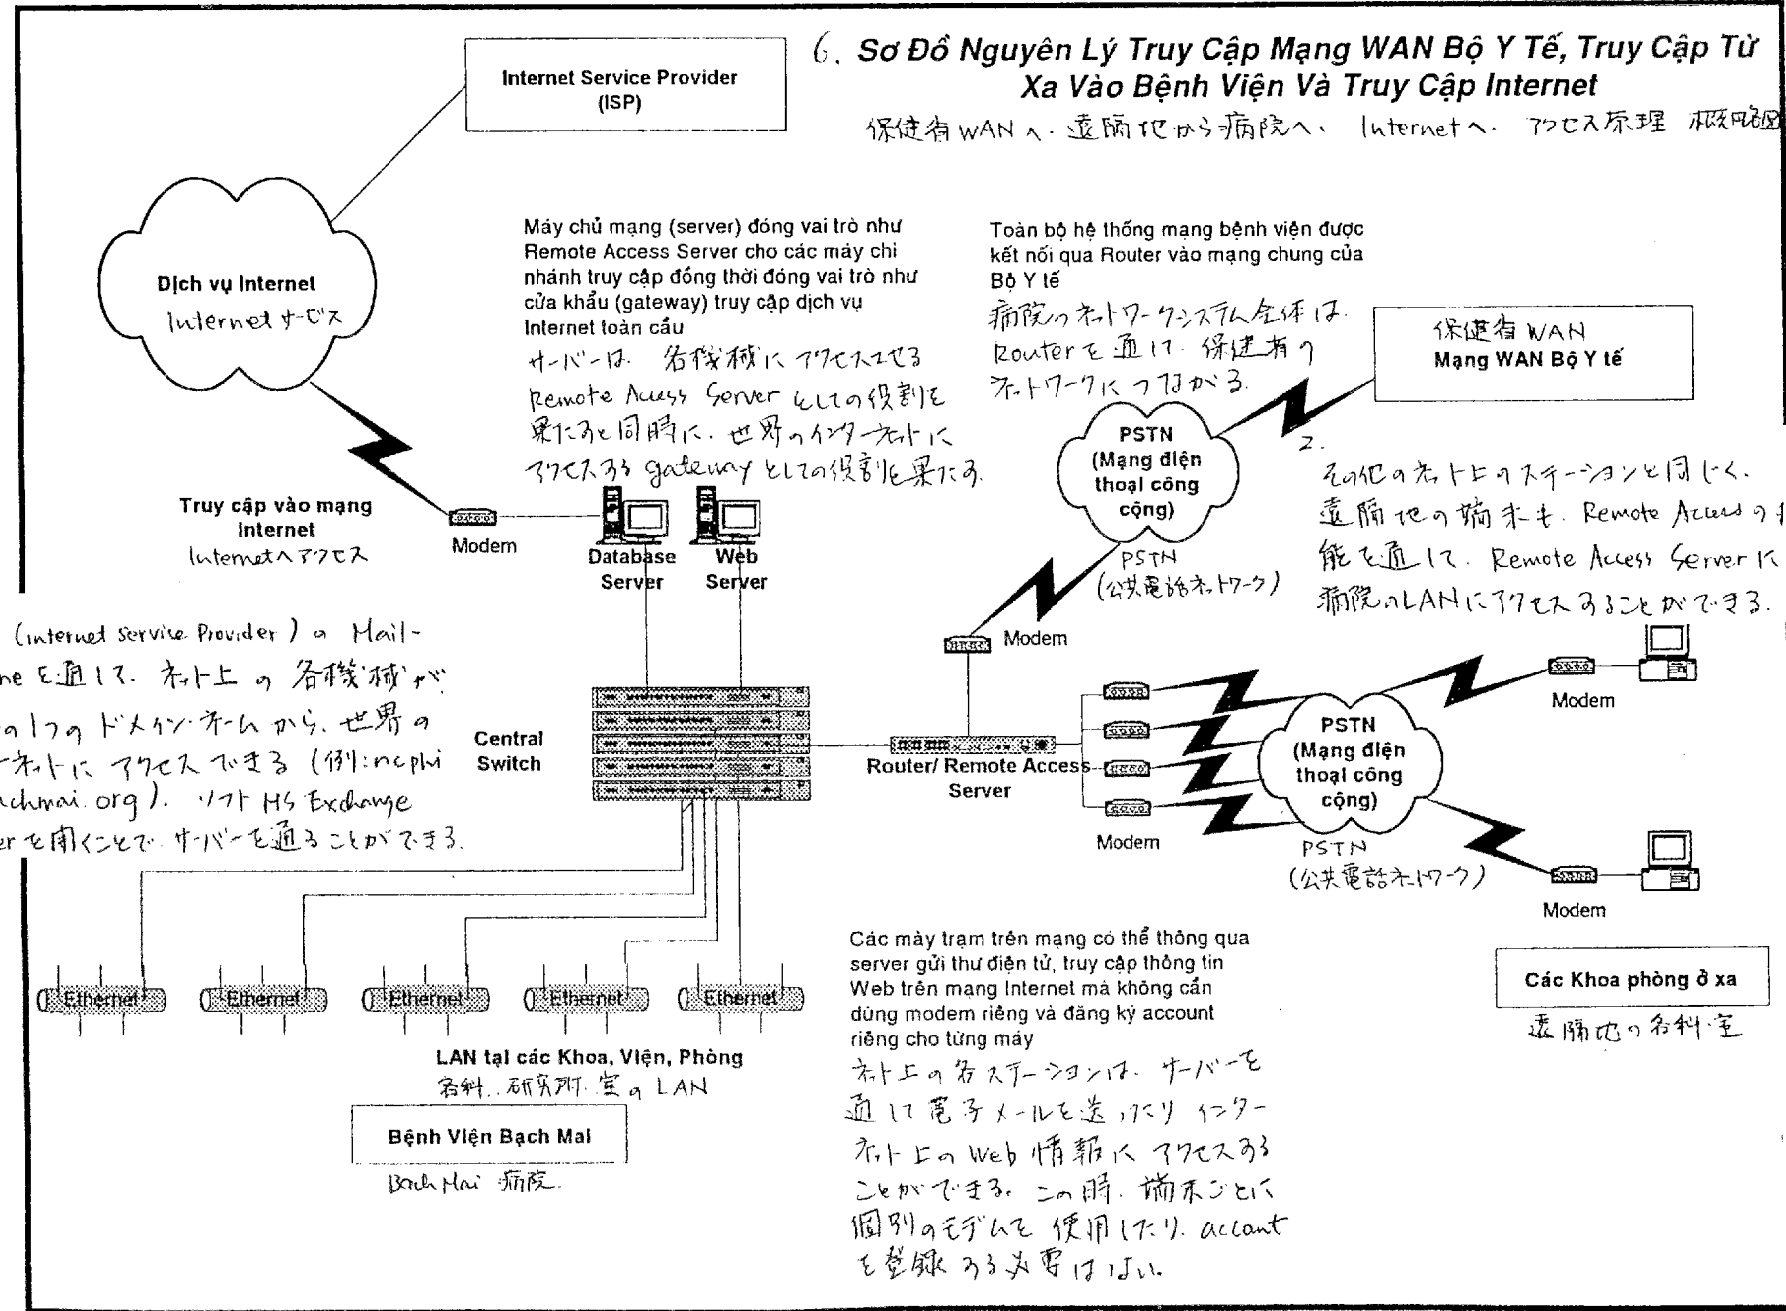 6. Sơ Đồ Nguyên Lý Truy Cập Mạng WAN Bộ Y Tế, Truy Cập Từ
Xa Vào Bệnh Viện Và Truy Cập Internet
保健省WANへ・遠隔地から病院へ、Internetへ・アクセス原理 概略図
Internet Service Provider
(ISP)
Dịch vụ Internet
Internetサービス
Máy chủ mạng (server) đóng vai trò như
Remote Access Server cho các máy chi
nhánh truy cập đồng thời đóng vai trò như
cửa khẩu (gateway) truy cập dịch vụ
Internet toàn cầu
サーバーは、各機械にアクセスさせる
Remote Access Serverとしての役割を
果たすと同時に、世界のインターネットに
アクセスするgatewayとしての役割を果たす.
Toàn bộ hệ thống mạng bệnh viện được
kết nối qua Router vào mạng chung của
Bộ Y tế
病院のネットワークシステム全体は、
Routerを通して、保健省の
ネットワークにつながる.
保健省WAN
Mạng WAN Bộ Y tế
PSTN
(Mạng điện
thoại công
cộng)
PSTN
(公共電話ネットワーク)
2.
その他のネット上のステーションと同じく、
遠隔地の端末も、Remote Accessの
能を通して、Remote Access Serverに
病院のLANにアクセスすることができる.
Truy cập vào mạng
Internet
Internetへアクセス
Modem
Database
Server
Web
Server
(internet service Provider)の Mail-
neを通して、ネット上の各機械が
の1つのドメイン・ネームから、世界の
ネットにアクセスできる (例:ncphi
achmai.org). ソフトMS Exchange
erを開くことで、サーバーを通ることができる.
Central
Switch
Modem
Router/ Remote Access
Server
Modem
PSTN
(Mạng điện
thoại công
cộng)
PSTN
(公共電話ネットワーク)
Modem
Modem
Ethernet
Ethernet
Ethernet
Ethernet
Ethernet
LAN tại các Khoa, Viện, Phòng
各科・研究所・室のLAN
Bệnh Viện Bạch Mai
Bach Mai 病院.
Các mày trạm trên mạng có thể thông qua
server gửi thư điện tử, truy cập thông tin
Web trên mạng Internet mà không cần
dùng modem riêng và đăng ký account
riêng cho từng máy
ネット上の各ステーションは、サーバーを
通して電子メールを送ったりインター
ネット上のWeb情報にアクセスする
ことができる。この時、端末ごとに
個別のモデムを使用したり、accant
を登録する必要はない.
Các Khoa phòng ở xa
遠隔地の各科・室